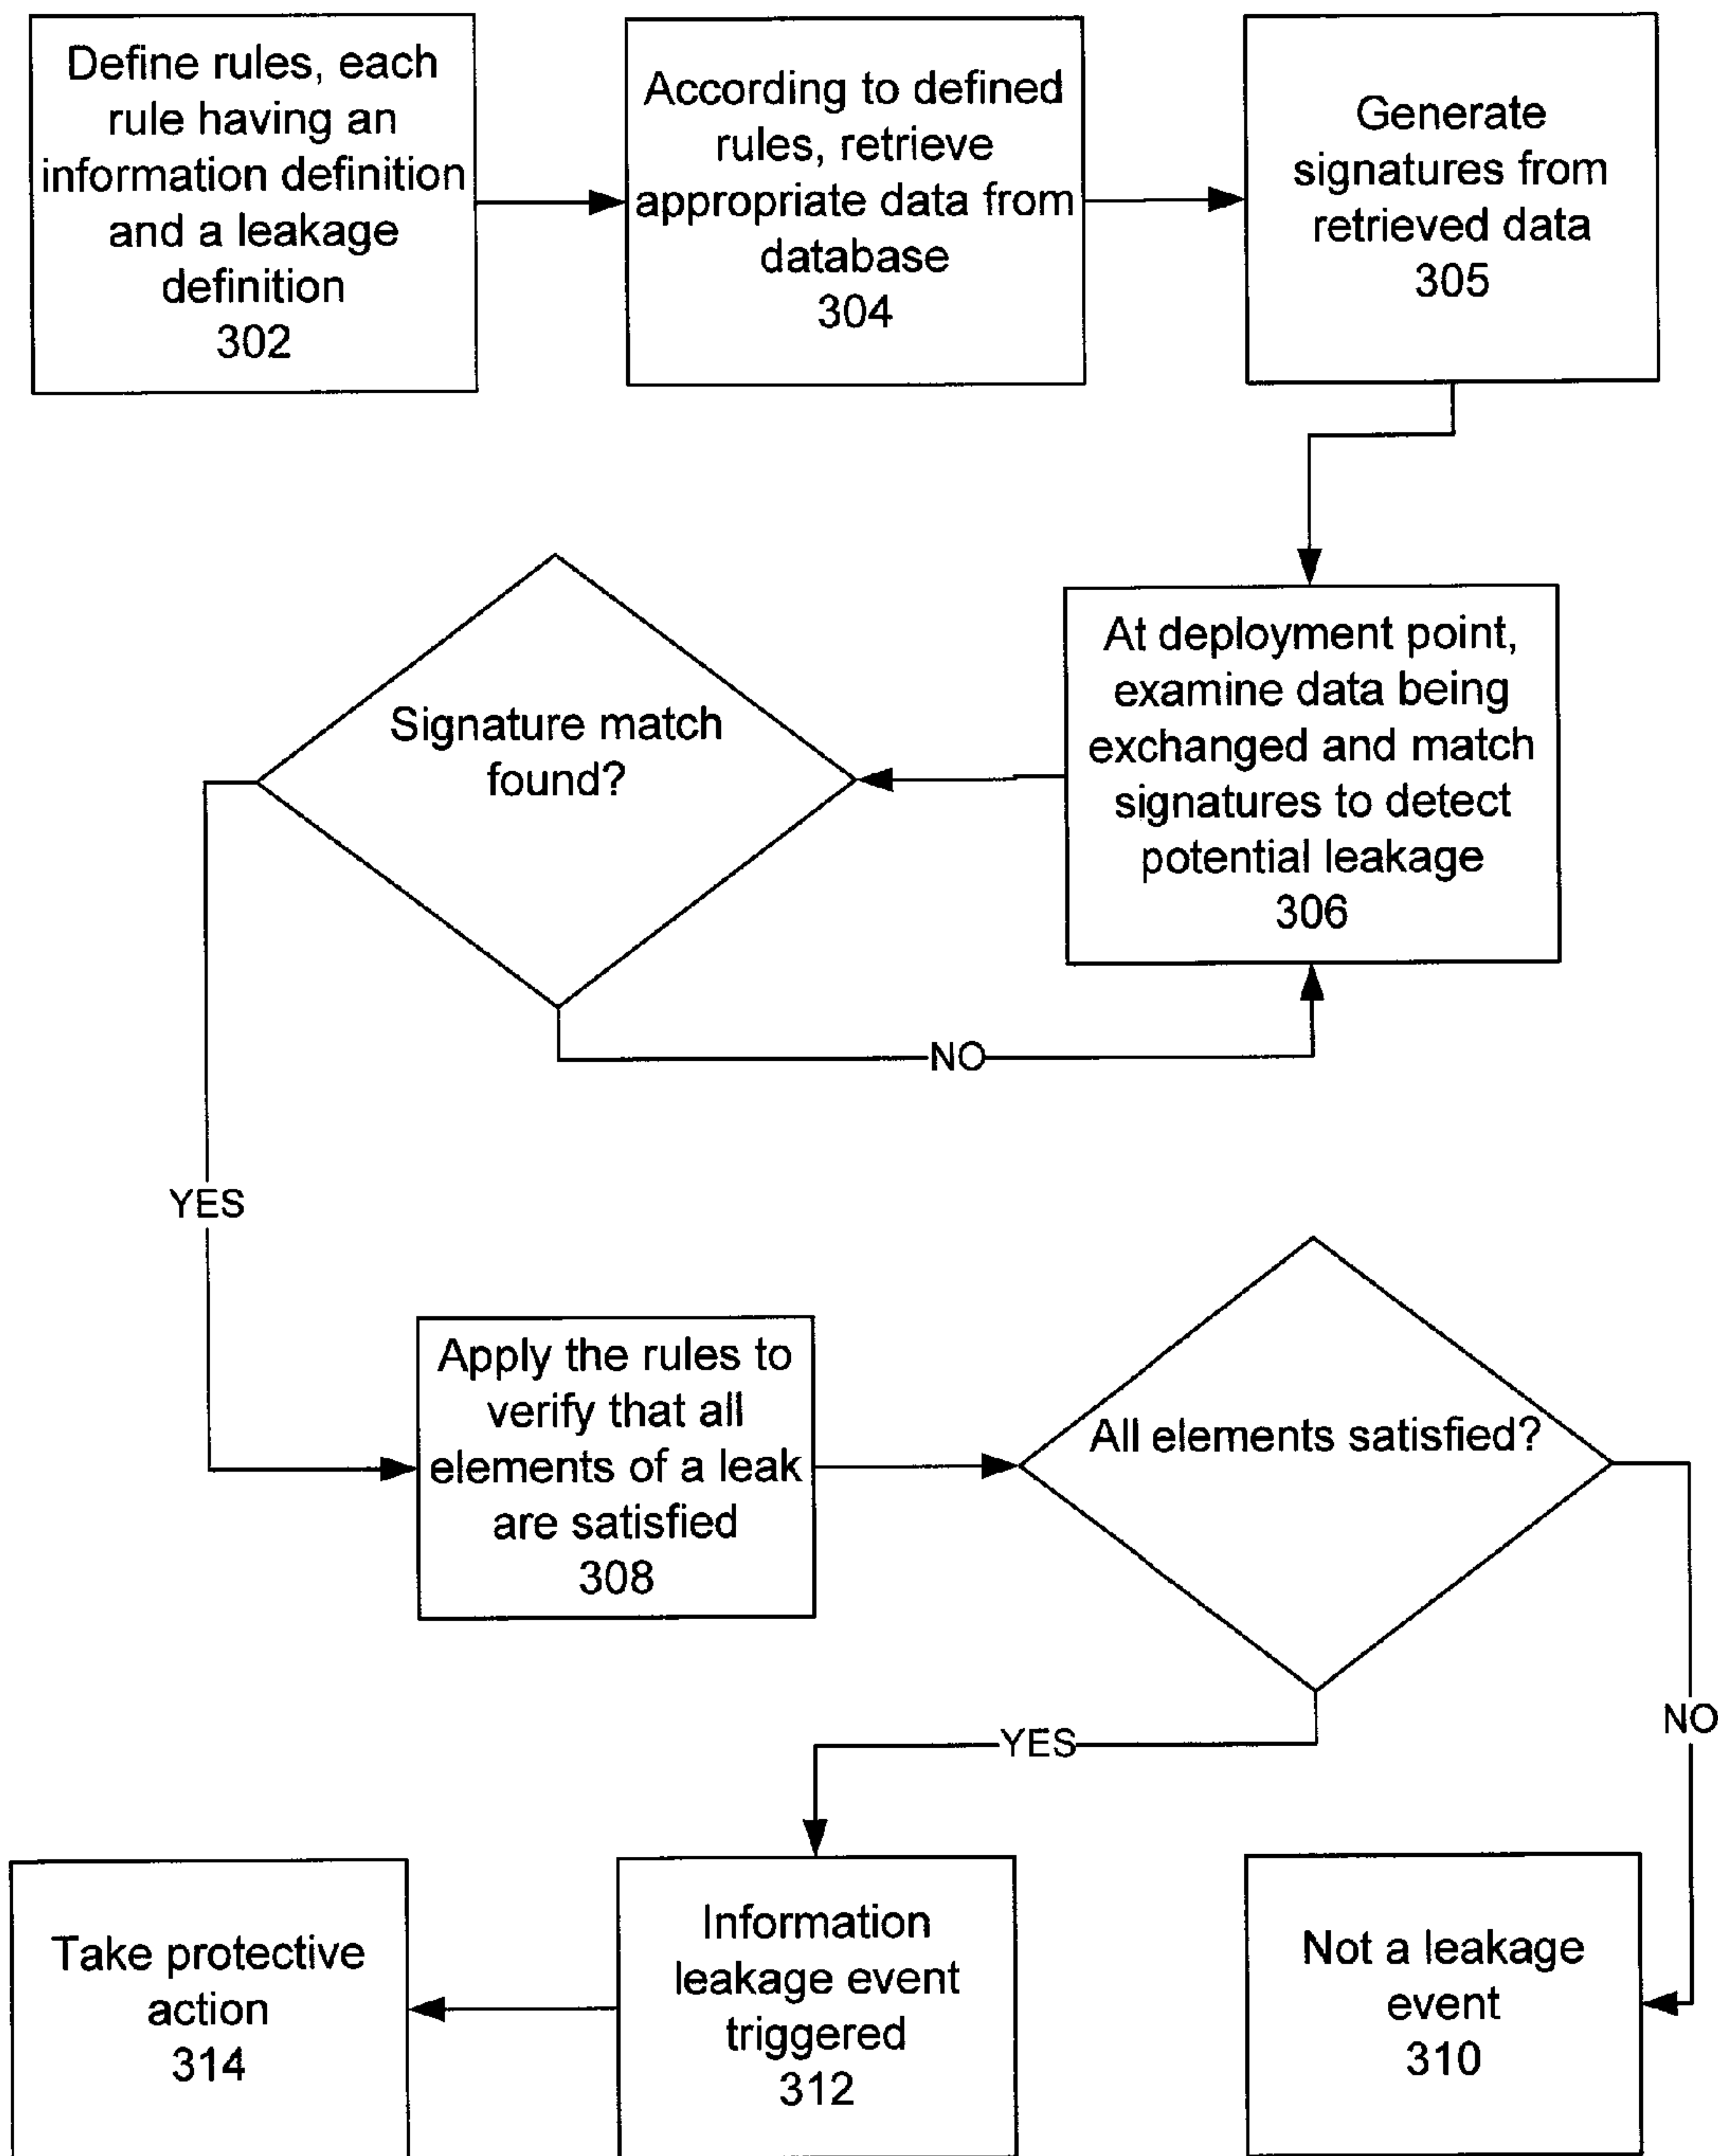 Define rules, each
rule having an
information definition
and a leakage
definition
302
According to defined
rules, retrieve
appropriate data from
database
304
Generate
signatures from
retrieved data
305
At deployment point,
examine data being
exchanged and match
signatures to detect
potential leakage
306
Signature match
found?
NO
YES
Apply the rules to
verify that all
elements of a leak
are satisfied
308
All elements satisfied?
NO
YES
Information
leakage event
triggered
312
Take protective
action
314
Not a leakage
event
310